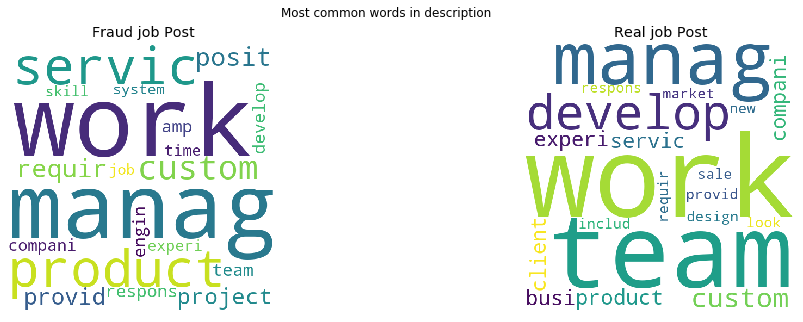 Most common words in description
Fraud job Post
servic posit
skill system
work
develop
amp
time
requir job custom
manag
engin
compani experi
product
team
provid respons project
Real job Post
manag
compani
respons market
develop new
experi servic
work
sale
requir
provid
design
includ look
client
team
busi product custom